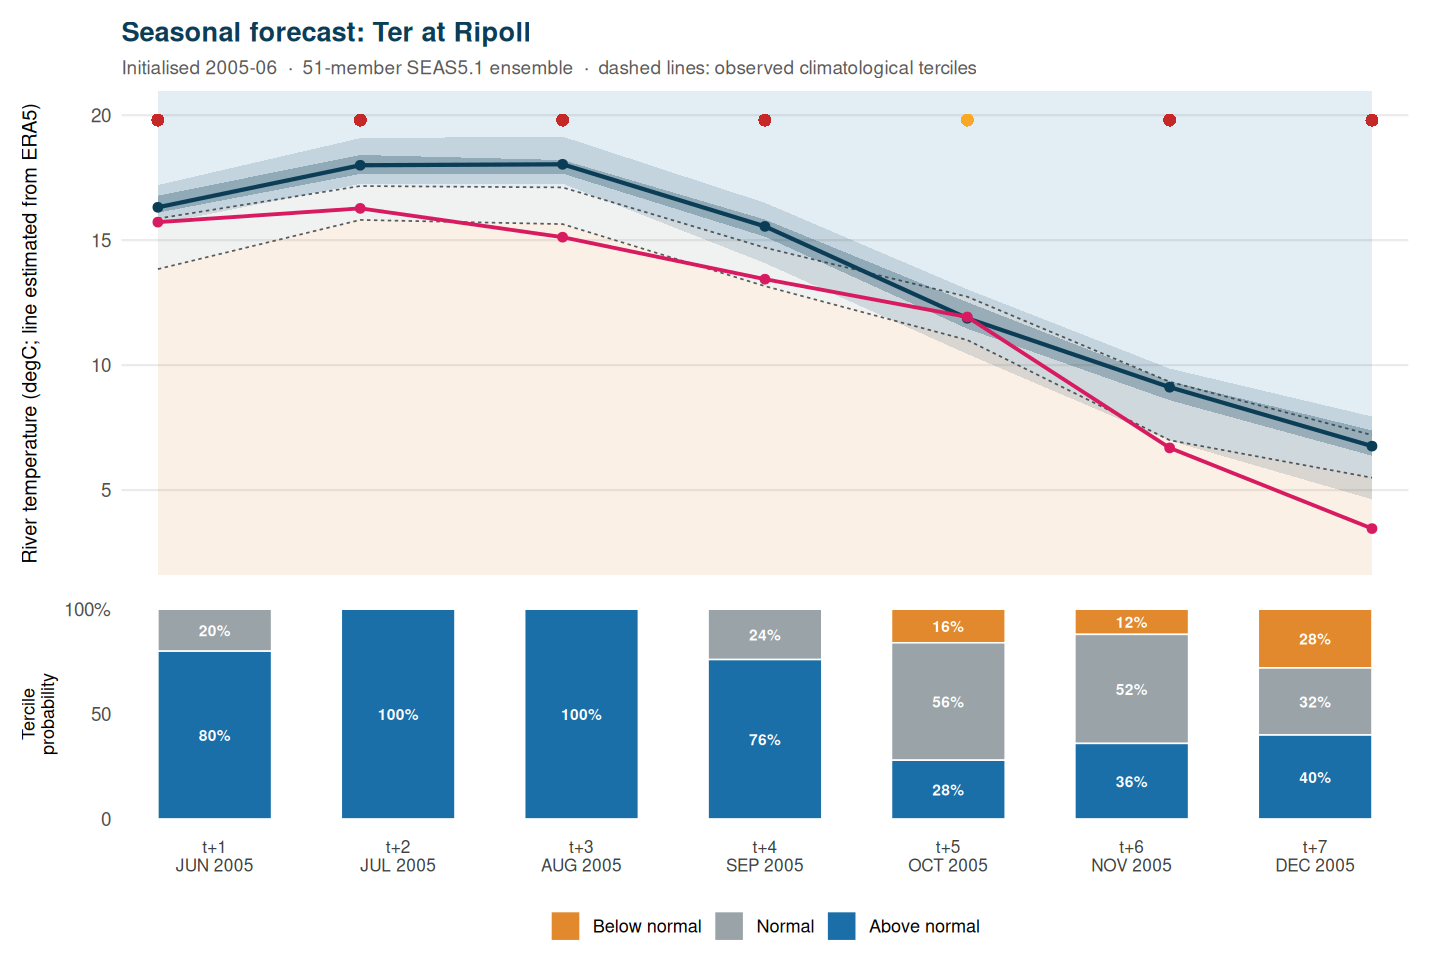 Seasonal forecast: Ter at Ripoll
Initialised 2005-06 · 51-member SEAS5.1 ensemble · dashed lines: observed climatological terciles
River temperature (degC; line estimated from ERA5)
20
15
10
5
Tercile
probability
100%
50
0
20%
80%
100%
100%
24%
76%
16%
56%
28%
12%
52%
36%
28%
32%
40%
t+1
JUN 2005
t+2
JUL 2005
t+3
AUG 2005
t+4
SEP 2005
t+5
OCT 2005
t+6
NOV 2005
t+7
DEC 2005
Below normal
Normal
Above normal